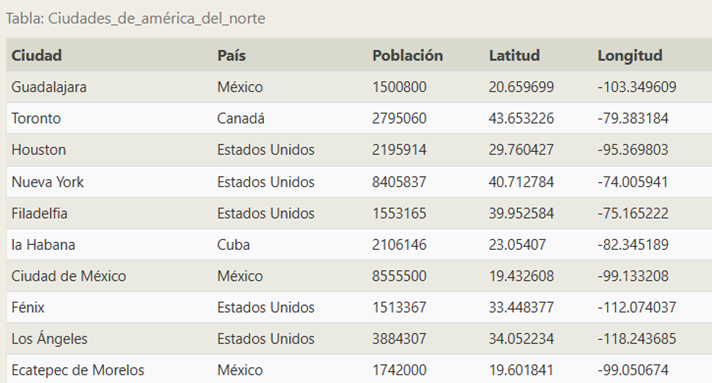 Tabla: Ciudades_de_américa_del_norte
Ciudad País Población Latitud Longitud
Guadalajara México 1500800 20.659699 -103.349609
Toronto Canadá 2795060 43.653226 -79.383184
Houston Estados Unidos 2195914 29.760427 -95.369803
Nueva York Estados Unidos 8405837 40.712784 -74.005941
Filadelfia Estados Unidos 1553165 39.952584 -75.165222
la Habana Cuba 2106146 23.05407 -82.345189
Ciudad de México México 8555500 19.432608 -99.133208
Fénix Estados Unidos 1513367 33.448377 -112.074037
Los Ángeles Estados Unidos 3884307 34.052234 -118.243685
Ecatepec de Morelos México 1742000 19.601841 -99.050674